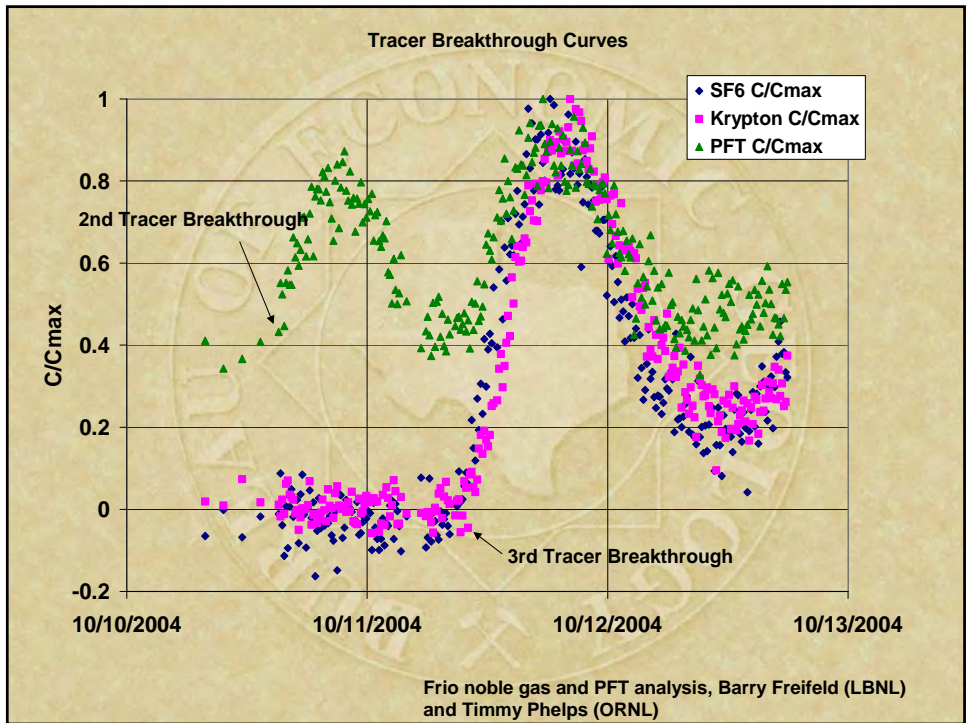 Tracer Breakthrough Curves
SF6 C/Cmax
Krypton C/Cmax
PFT C/Cmax
1
0.8
0.6
0.4
0.2
0
-0.2
C/Cmax
2nd Tracer Breakthrough
3rd Tracer Breakthrough
10/10/2004
10/11/2004
10/12/2004
10/13/2004
Frio noble gas and PFT analysis, Barry Freifeld (LBNL)
and Timmy Phelps (ORNL)